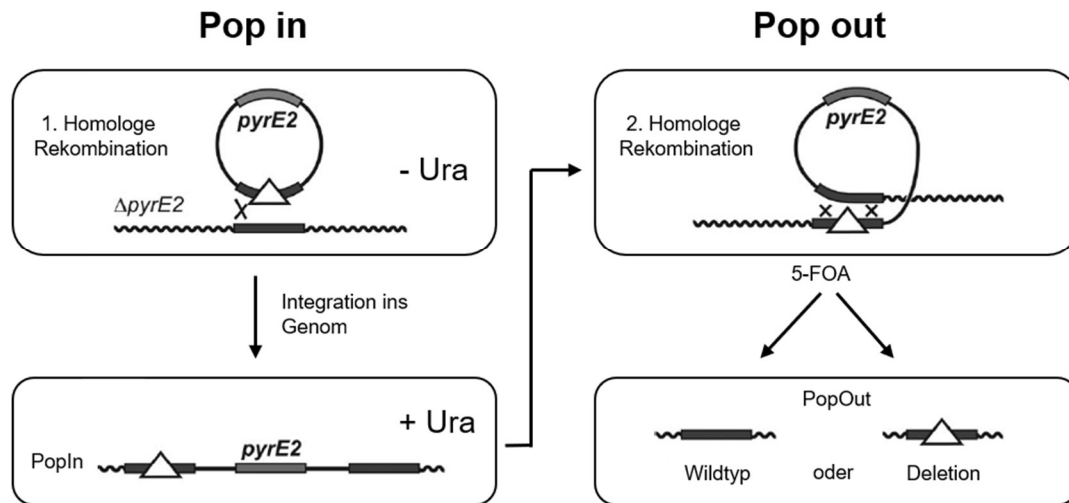 Pop in
Pop out
1. Homologe
Rekombination
pyrE2
- Ura
ΔpyrE2
Integration ins
Genom
+ Ura
PopIn
pyrE2
2. Homologe
Rekombination
pyrE2
5-FOA
PopOut
Wildtyp oder Deletion